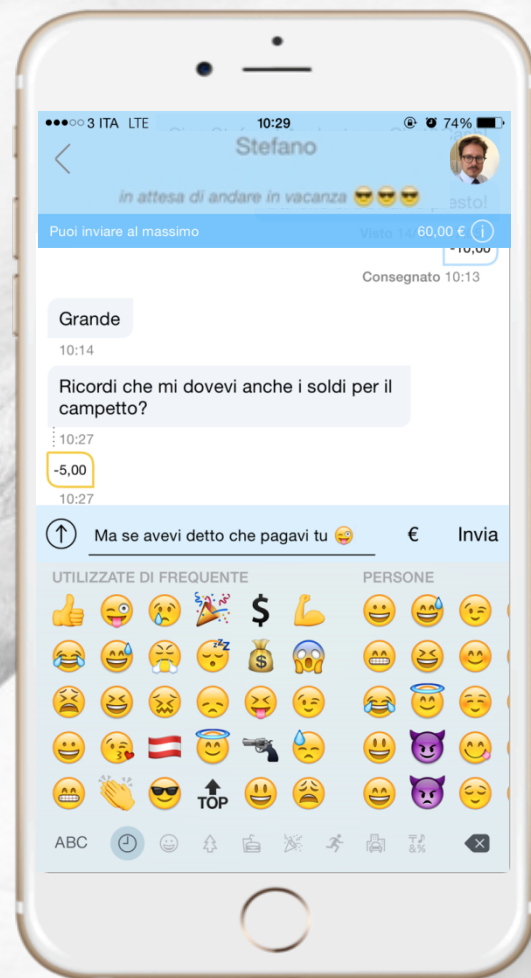 3 ITA LTE 10:29 74%
Stefano
in attesa di andare in vacanza 😎😎😎
Puoi inviare al massimo 60,00 € i
-10,00
Consegnato 10:13
Grande
10:14
Ricordi che mi dovevi anche i soldi per il
campetto?
10:27
-5,00
10:27
Ma se avevi detto che pagavi tu 😜 € Invia
UTILIZZATE DI FREQUENTE PERSONE
TOP
ABC